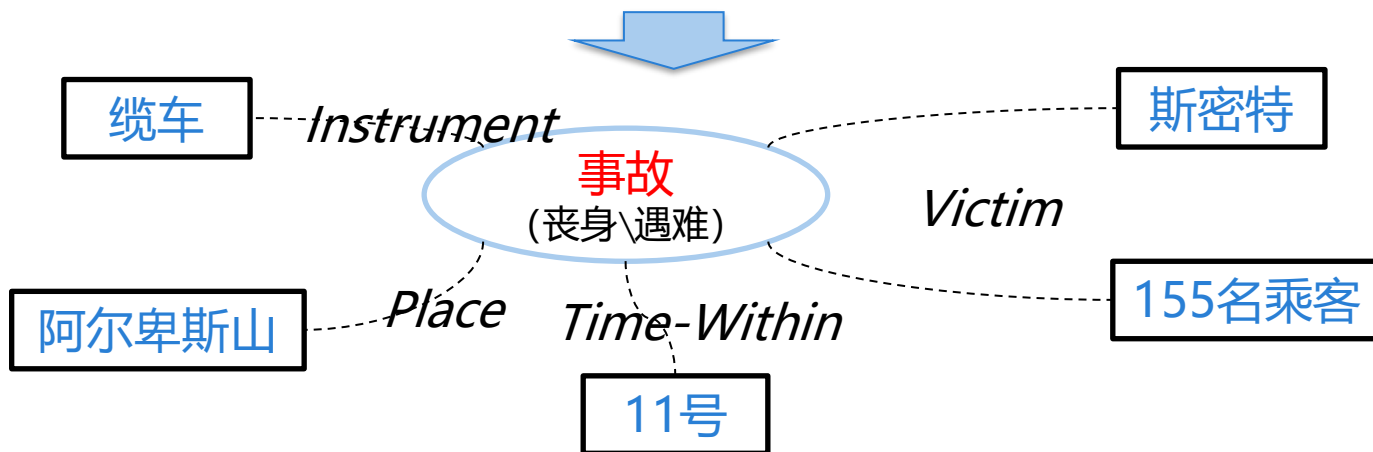 缆车
Instrument
斯密特
事故
(丧身\遇难)
Victim
阿尔卑斯山
Place
Time-Within
155名乘客
11号